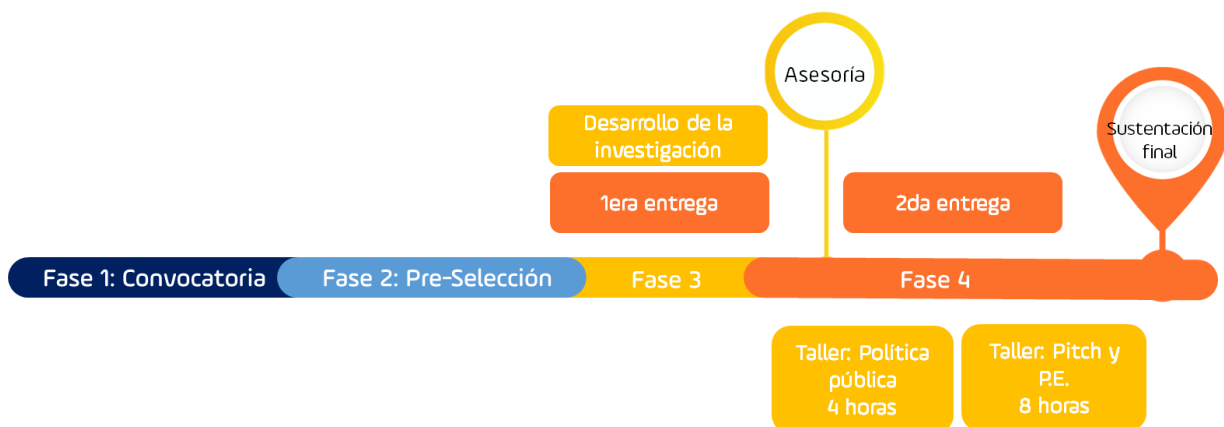 Asesoría
Desarrollo de la
investigación
Sustentación
final
1era entrega
2da entrega
Fase 1: Convocatoria
Fase 2: Pre-Selección
Fase 3
Fase 4
Taller: Política
pública
4 horas
Taller: Pitch y
P.E.
8 horas